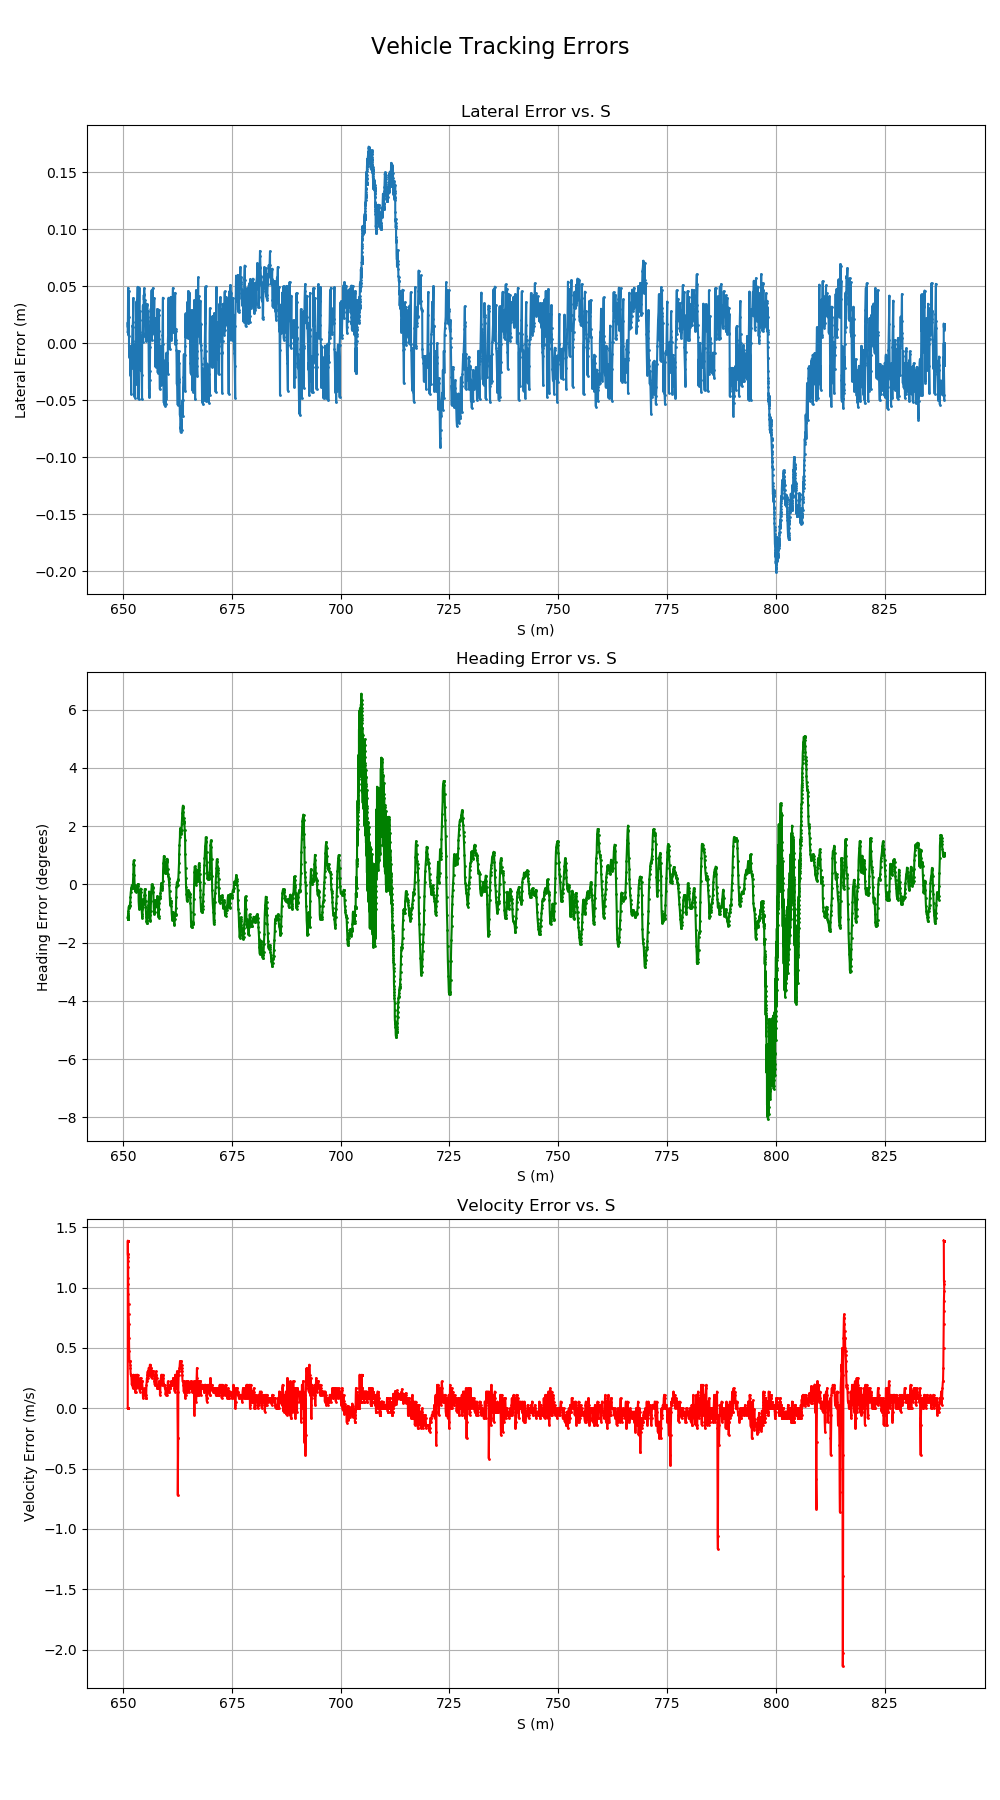 Vehicle Tracking Errors
Lateral Error vs. S
0.15
0.10
0.05
0.00
−0.05
−0.10
−0.15
−0.20
Lateral Error (m)
650 675 700 725 750 775 800 825
S (m)
Heading Error vs. S
6
4
2
0
−2
−4
−6
−8
Heading Error (degrees)
650 675 700 725 750 775 800 825
S (m)
Velocity Error vs. S
1.5
1.0
0.5
0.0
−0.5
−1.0
−1.5
−2.0
Velocity Error (m/s)
650 675 700 725 750 775 800 825
S (m)